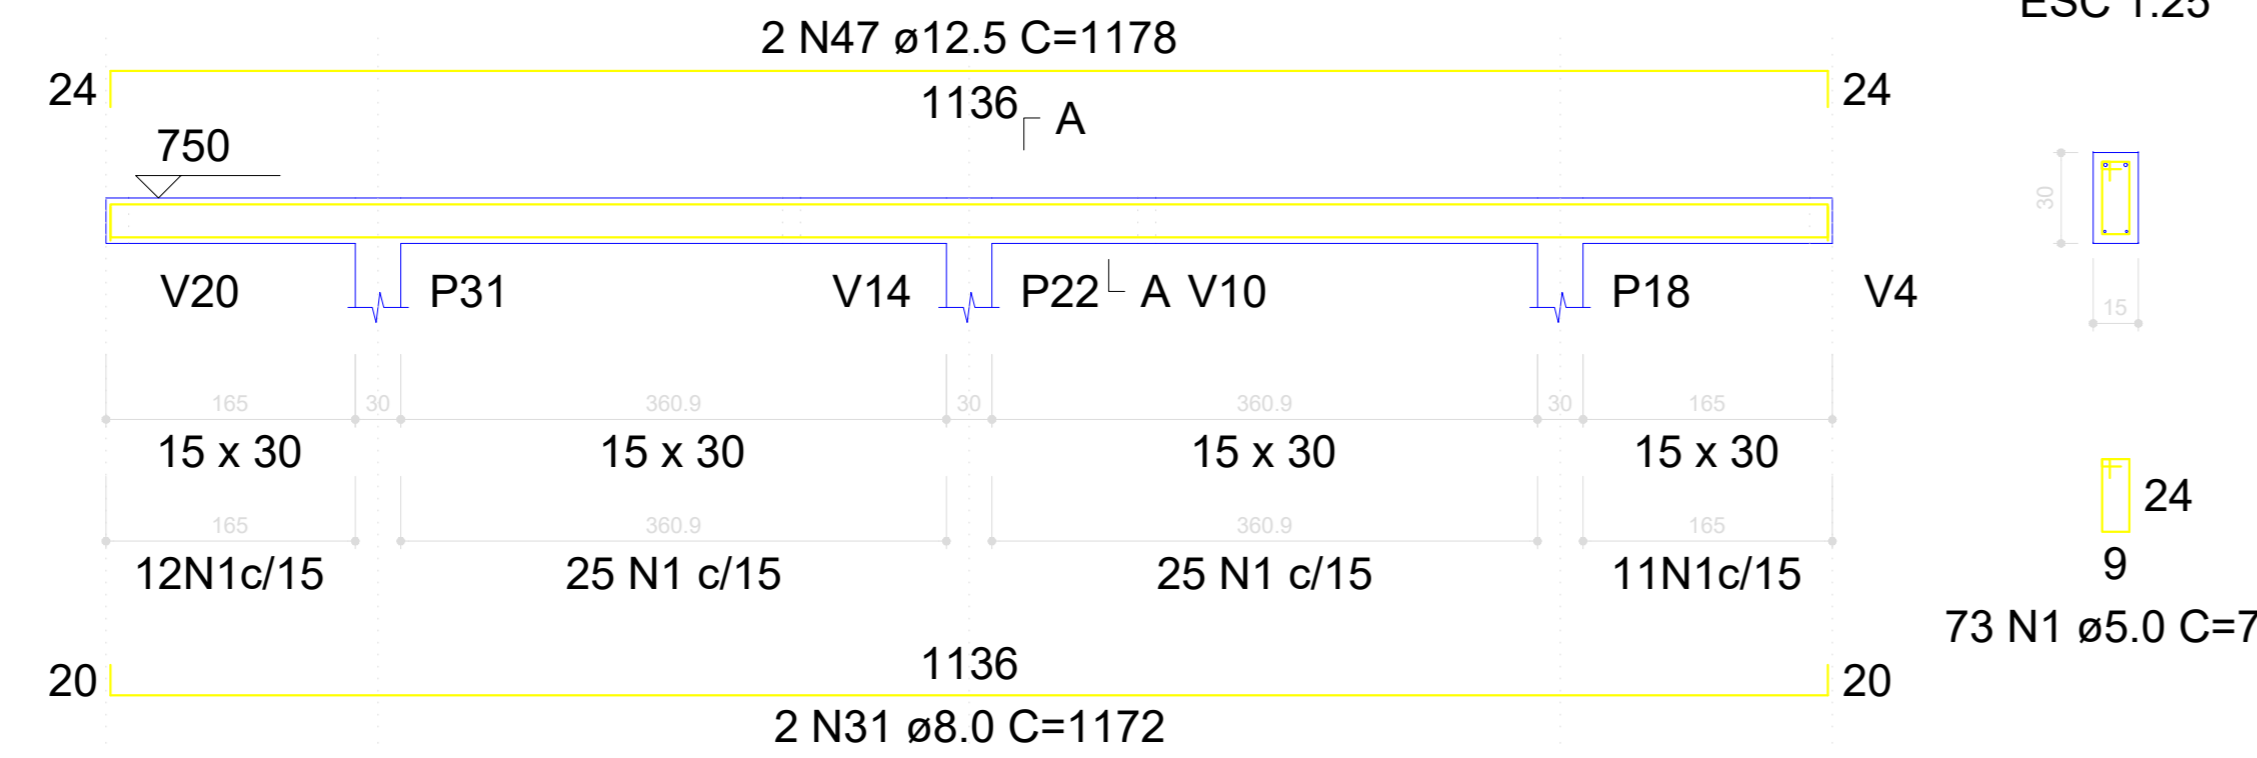 ESC 1:25
2 N47 ø12.5 C=1178
24
1136
24
A
750
30
V20
P31
V14
P22
A
V10
P18
V4
15
165
30
360.9
30
360.9
30
165
15 x 30
15 x 30
15 x 30
15 x 30
24
165
360.9
360.9
165
12N1c/15
25 N1 c/15
25 N1 c/15
11N1c/15
9
73 N1 ø5.0 C=7
20
1136
20
2 N31 ø8.0 C=1172